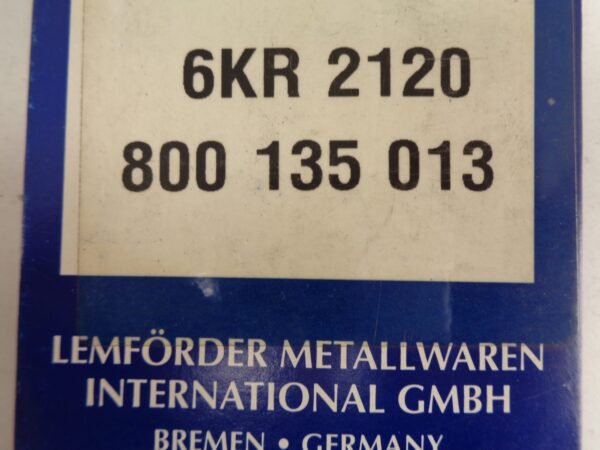 6KR 2120
800 135 013
LEMFÖRDER METALLWAREN
INTERNATIONAL GMBH
BREMEN • GERMANY